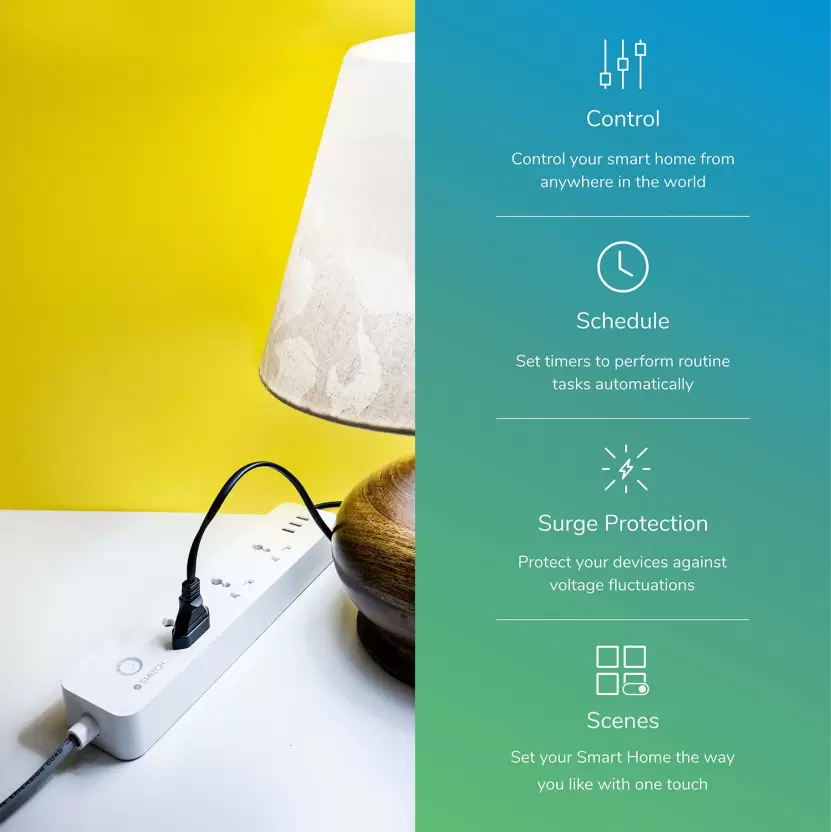 SMITCH
Control
Control your smart home from
anywhere in the world
Schedule
Set timers to perform routine
tasks automatically
Surge Protection
Protect your devices against
voltage fluctuations
Scenes
Set your Smart Home the way
you like with one touch